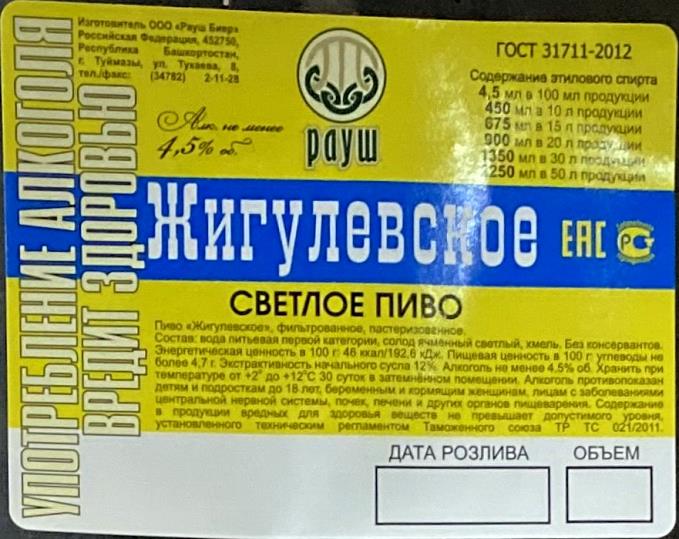 УПОТРЕБЛЕНИЕ АЛКОГОЛЯ
ВРЕДИТ ЗДОРОВЬЮ
Изготовитель ООО «Рауш Бир»
Российская Федерация, 452750,
Республика Башкортостан,
г. Туймазы, ул. Тукаева, 8,
тел./факс: (34782) 2-11-28
Алк. не менее
4,5% об.
рауш
ГОСТ 31711-2012
Содержание этилового спирта
4,5 мл в 100 мл продукции
450 мл в 10 л продукции
675 мл в 15 л продукции
900 мл в 20 л продукции
1350 мл в 30 л продукции
2250 мл в 50 л продукции
Жигулевское
ЕАС
СВЕТЛОЕ ПИВО
Пиво «Жигулевское», фильтрованное, пастеризованное.
Состав: вода питьевая первой категории, солод ячменный светлый, хмель. Без консервантов.
Энергетическая ценность в 100 г: 46 ккал/192,6 кДж. Пищевая ценность в 100 г: углеводы не
более 4,7 г. Экстрактивность начального сусла 12%. Алкоголь не менее 4,5% об. Хранить при
температуре от +2° до +12°С 30 суток в затемнённом помещении. Алкоголь противопоказан
детям и подросткам до 18 лет, беременным и кормящим женщинам, лицам с заболеваниями
центральной нервной системы, почек, печени и других органов пищеварения. Содержание
в продукции вредных для здоровья веществ не превышает допустимого уровня,
установленного техническим регламентом Таможенного союза ТР ТС 021/2011.
ДАТА РОЗЛИВА
ОБЪЕМ